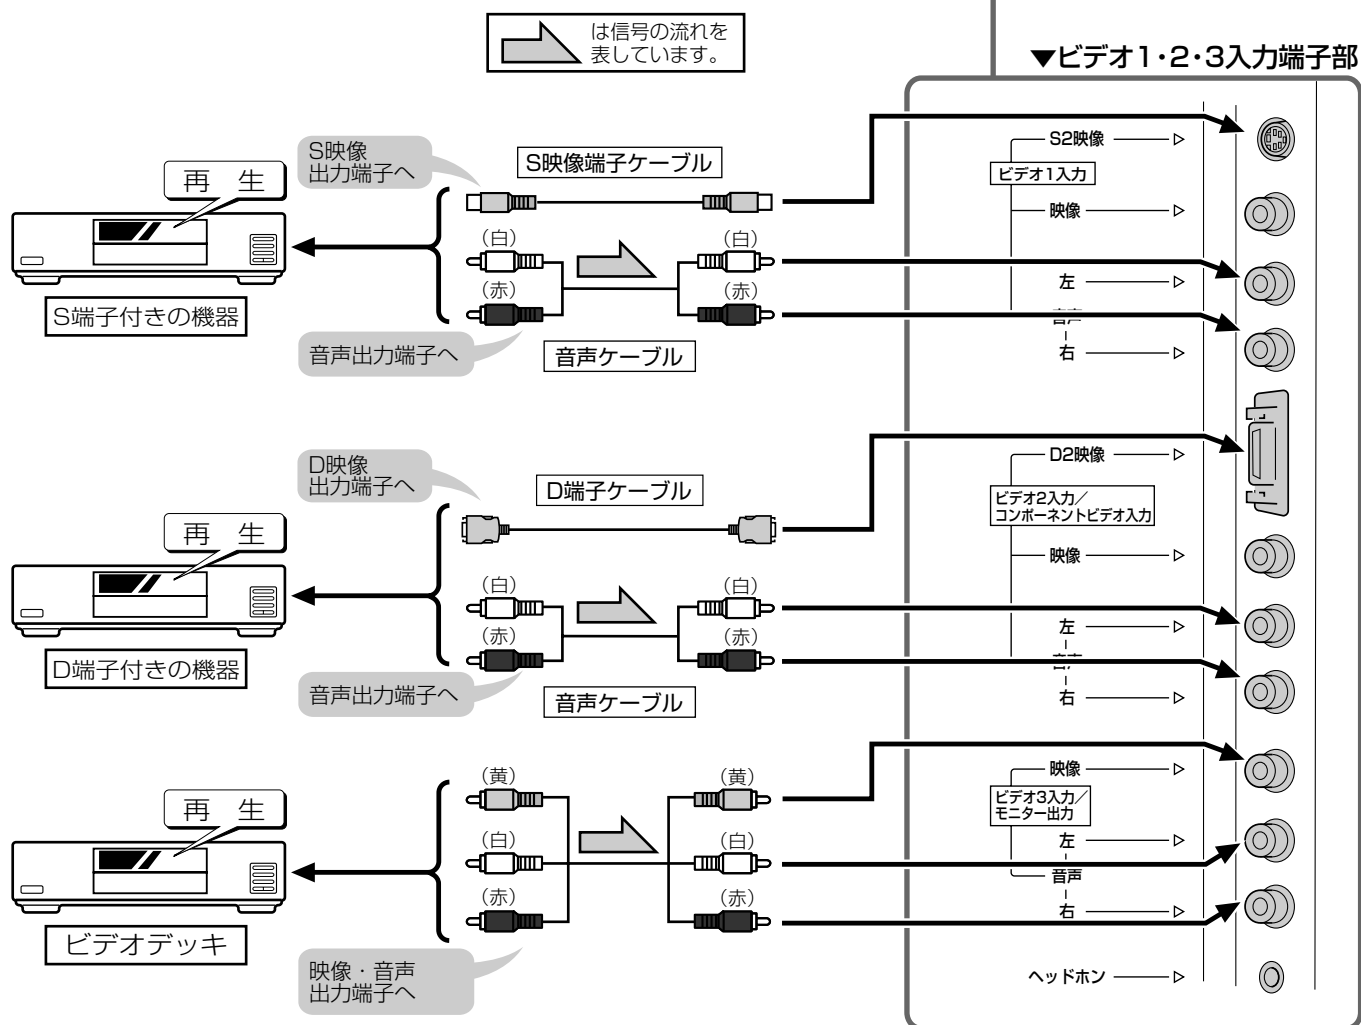 は信号の流れを
表しています。
▼ビデオ1・2・3入力端子部
S映像
出力端子へ
S映像端子ケーブル
再 生
(白)
(白)
(赤)
(赤)
S端子付きの機器
音声出力端子へ
音声ケーブル
S2映像
ビデオ1入力
映像
左
音声
右
D映像
出力端子へ
D端子ケーブル
再 生
(白)
(白)
(赤)
(赤)
D端子付きの機器
音声出力端子へ
音声ケーブル
D2映像
ビデオ2入力/
コンポーネントビデオ入力
映像
左
音声
右
再 生
(黄)
(黄)
(白)
(白)
(赤)
(赤)
ビデオデッキ
映像・音声
出力端子へ
映像
ビデオ3入力/
モニター出力
左
音声
右
ヘッドホン